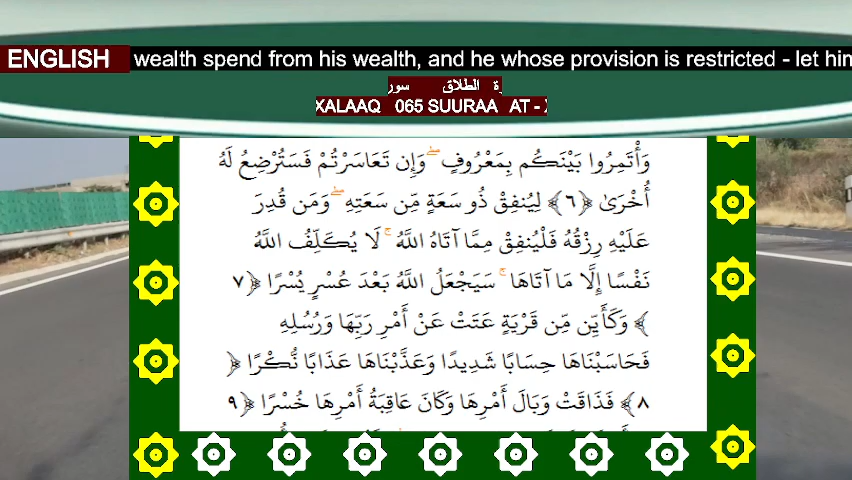 ENGLISH wealth spend from his wealth, and he whose provision is restricted - let him
رة الطلاق سور
XALAAQ 065 SUURAA AT -
وَأْتَمِرُوا بَيْنَكُم بِمَعْرُوفٍ ۖ وَإِن تَعَاسَرْتُمْ فَسَتُرْضِعُ لَهُ
أُخْرَىٰ ﴿٦﴾ لِيُنفِقْ ذُو سَعَةٍ مِّن سَعَتِهِ ۖ وَمَن قُدِرَ
عَلَيْهِ رِزْقُهُ فَلْيُنفِقْ مِمَّا آتَاهُ اللَّهُ ۚ لَا يُكَلِّفُ اللَّهُ
نَفْسًا إِلَّا مَا آتَاهَا ۚ سَيَجْعَلُ اللَّهُ بَعْدَ عُسْرٍ يُسْرًا ﴿٧
﴾ وَكَأَيِّن مِّن قَرْيَةٍ عَتَتْ عَنْ أَمْرِ رَبِّهَا وَرُسُلِهِ
فَحَاسَبْنَاهَا حِسَابًا شَدِيدًا وَعَذَّبْنَاهَا عَذَابًا نُّكْرًا ﴿
٨﴾ فَذَاقَتْ وَبَالَ أَمْرِهَا وَكَانَ عَاقِبَةُ أَمْرِهَا خُسْرًا ﴿٩